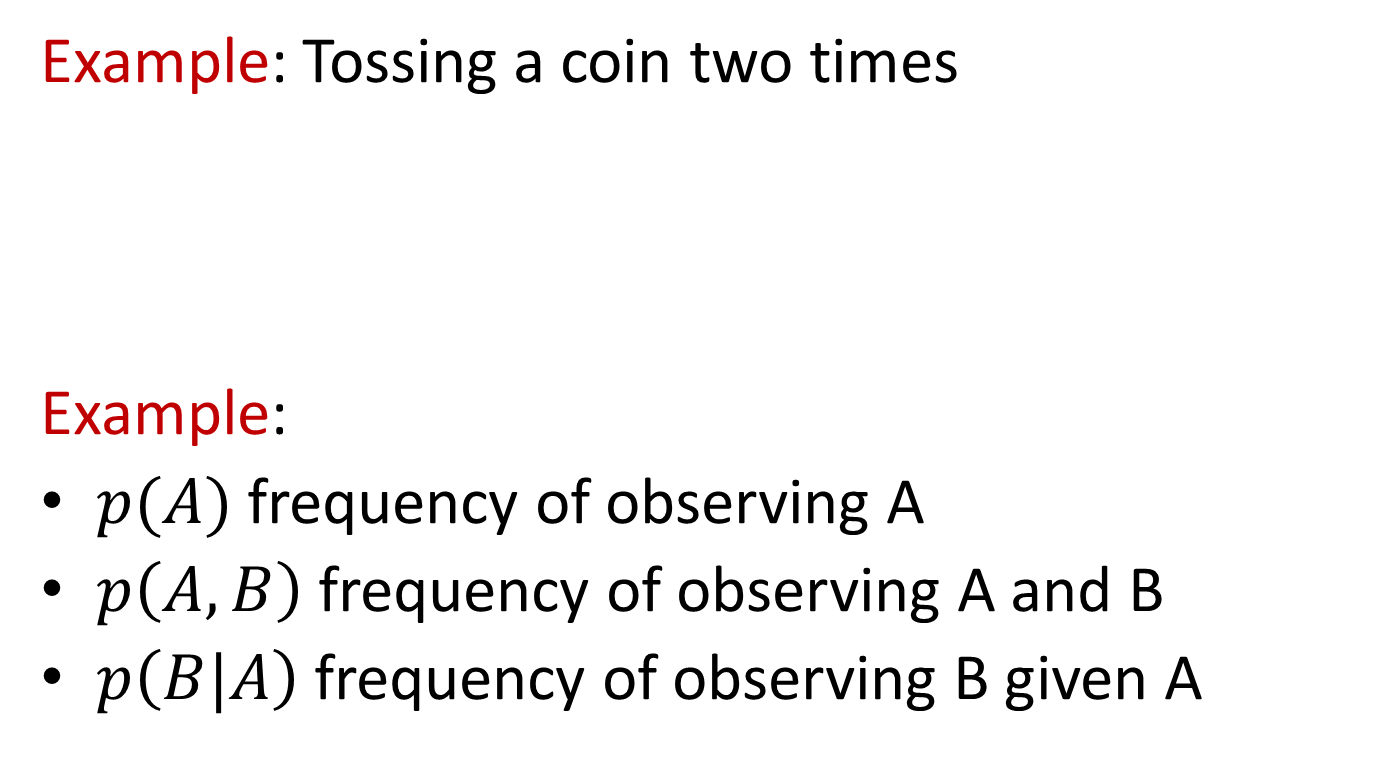 Example: Tossing a coin two times
Example:
• p(A) frequency of observing A
• p(A, B) frequency of observing A and B
• p(B|A) frequency of observing B given A